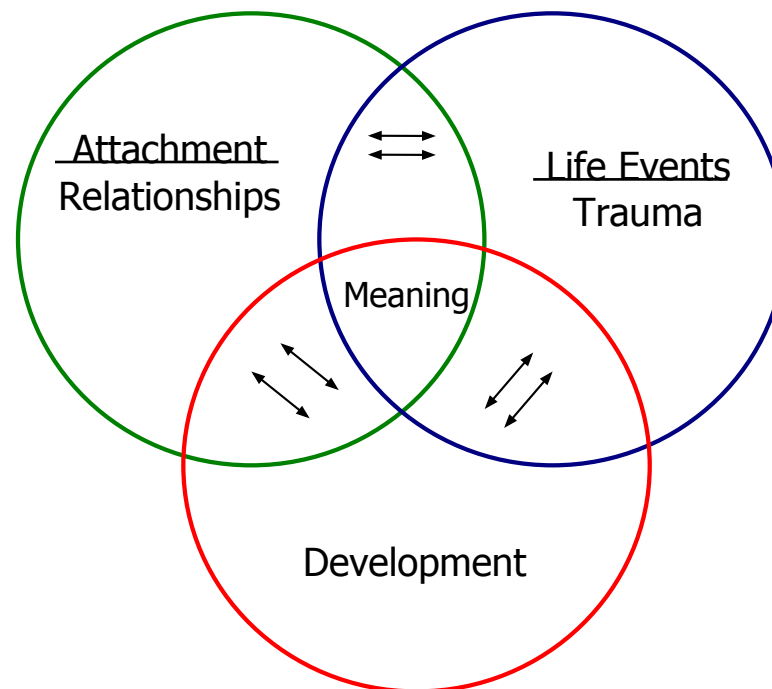 Attachment
Relationships
Life Events
Trauma
Meaning
Development